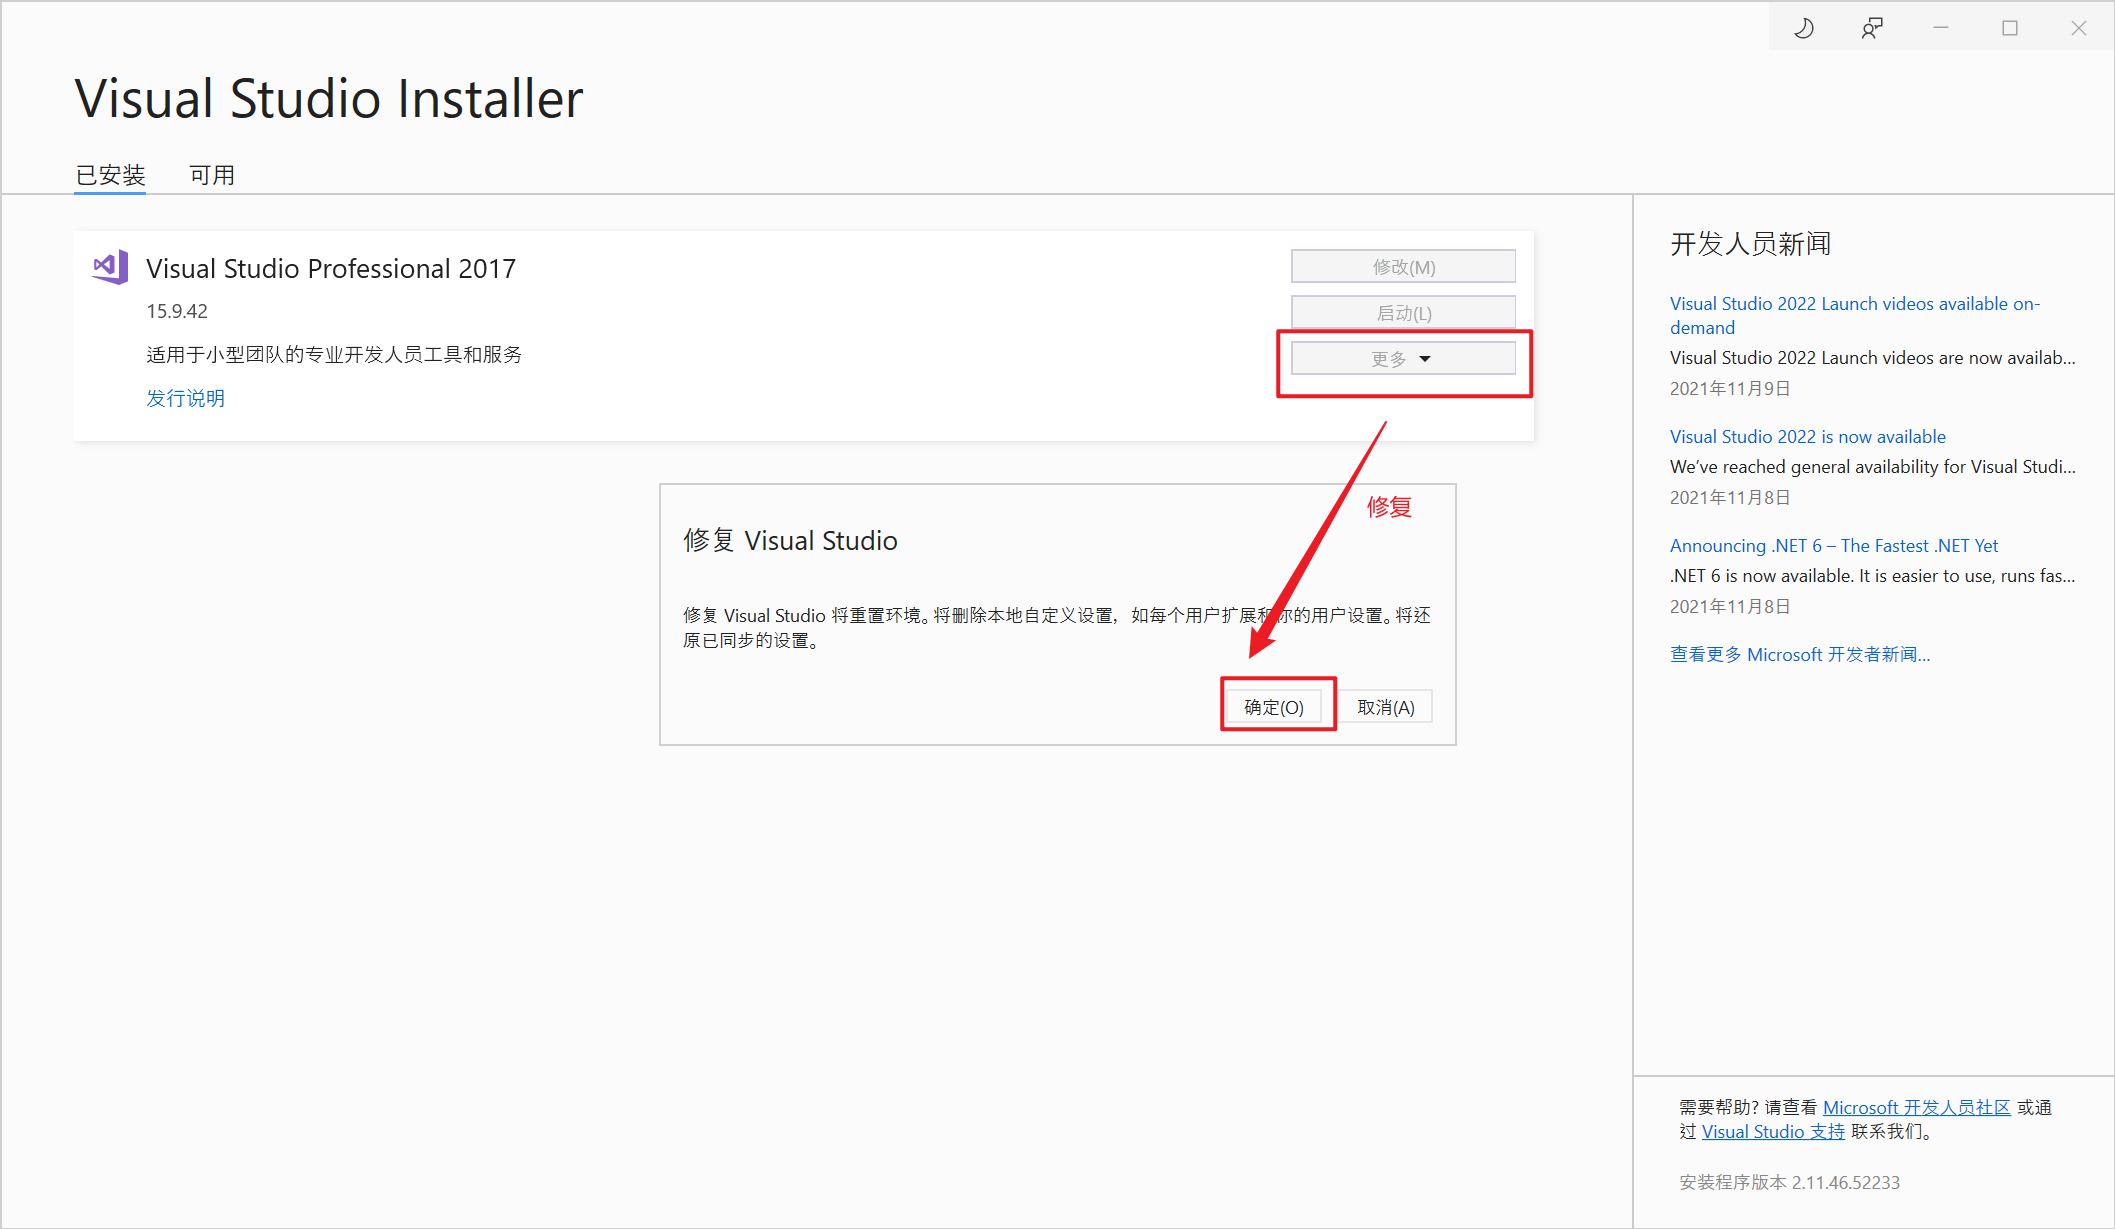 Visual Studio Installer
已安装
可用
Visual Studio Professional 2017
15.9.42
适用于小型团队的专业开发人员工具和服务
发行说明
修改(M)
启动(L)
更多
修复
修复 Visual Studio
修复 Visual Studio 将重置环境。将删除本地自定义设置，如每个用户扩展和你的用户设置。将还
原已同步的设置。
确定(O)
取消(A)
开发人员新闻
Visual Studio 2022 Launch videos available on-
demand
Visual Studio 2022 Launch videos are now availab...
2021年11月9日
Visual Studio 2022 is now available
We’ve reached general availability for Visual Studi...
2021年11月8日
Announcing .NET 6 – The Fastest .NET Yet
.NET 6 is now available. It is easier to use, runs fas...
2021年11月8日
查看更多 Microsoft 开发者新闻...
需要帮助? 请查看 Microsoft 开发人员社区 或通
过 Visual Studio 支持 联系我们。
安装程序版本 2.11.46.52233